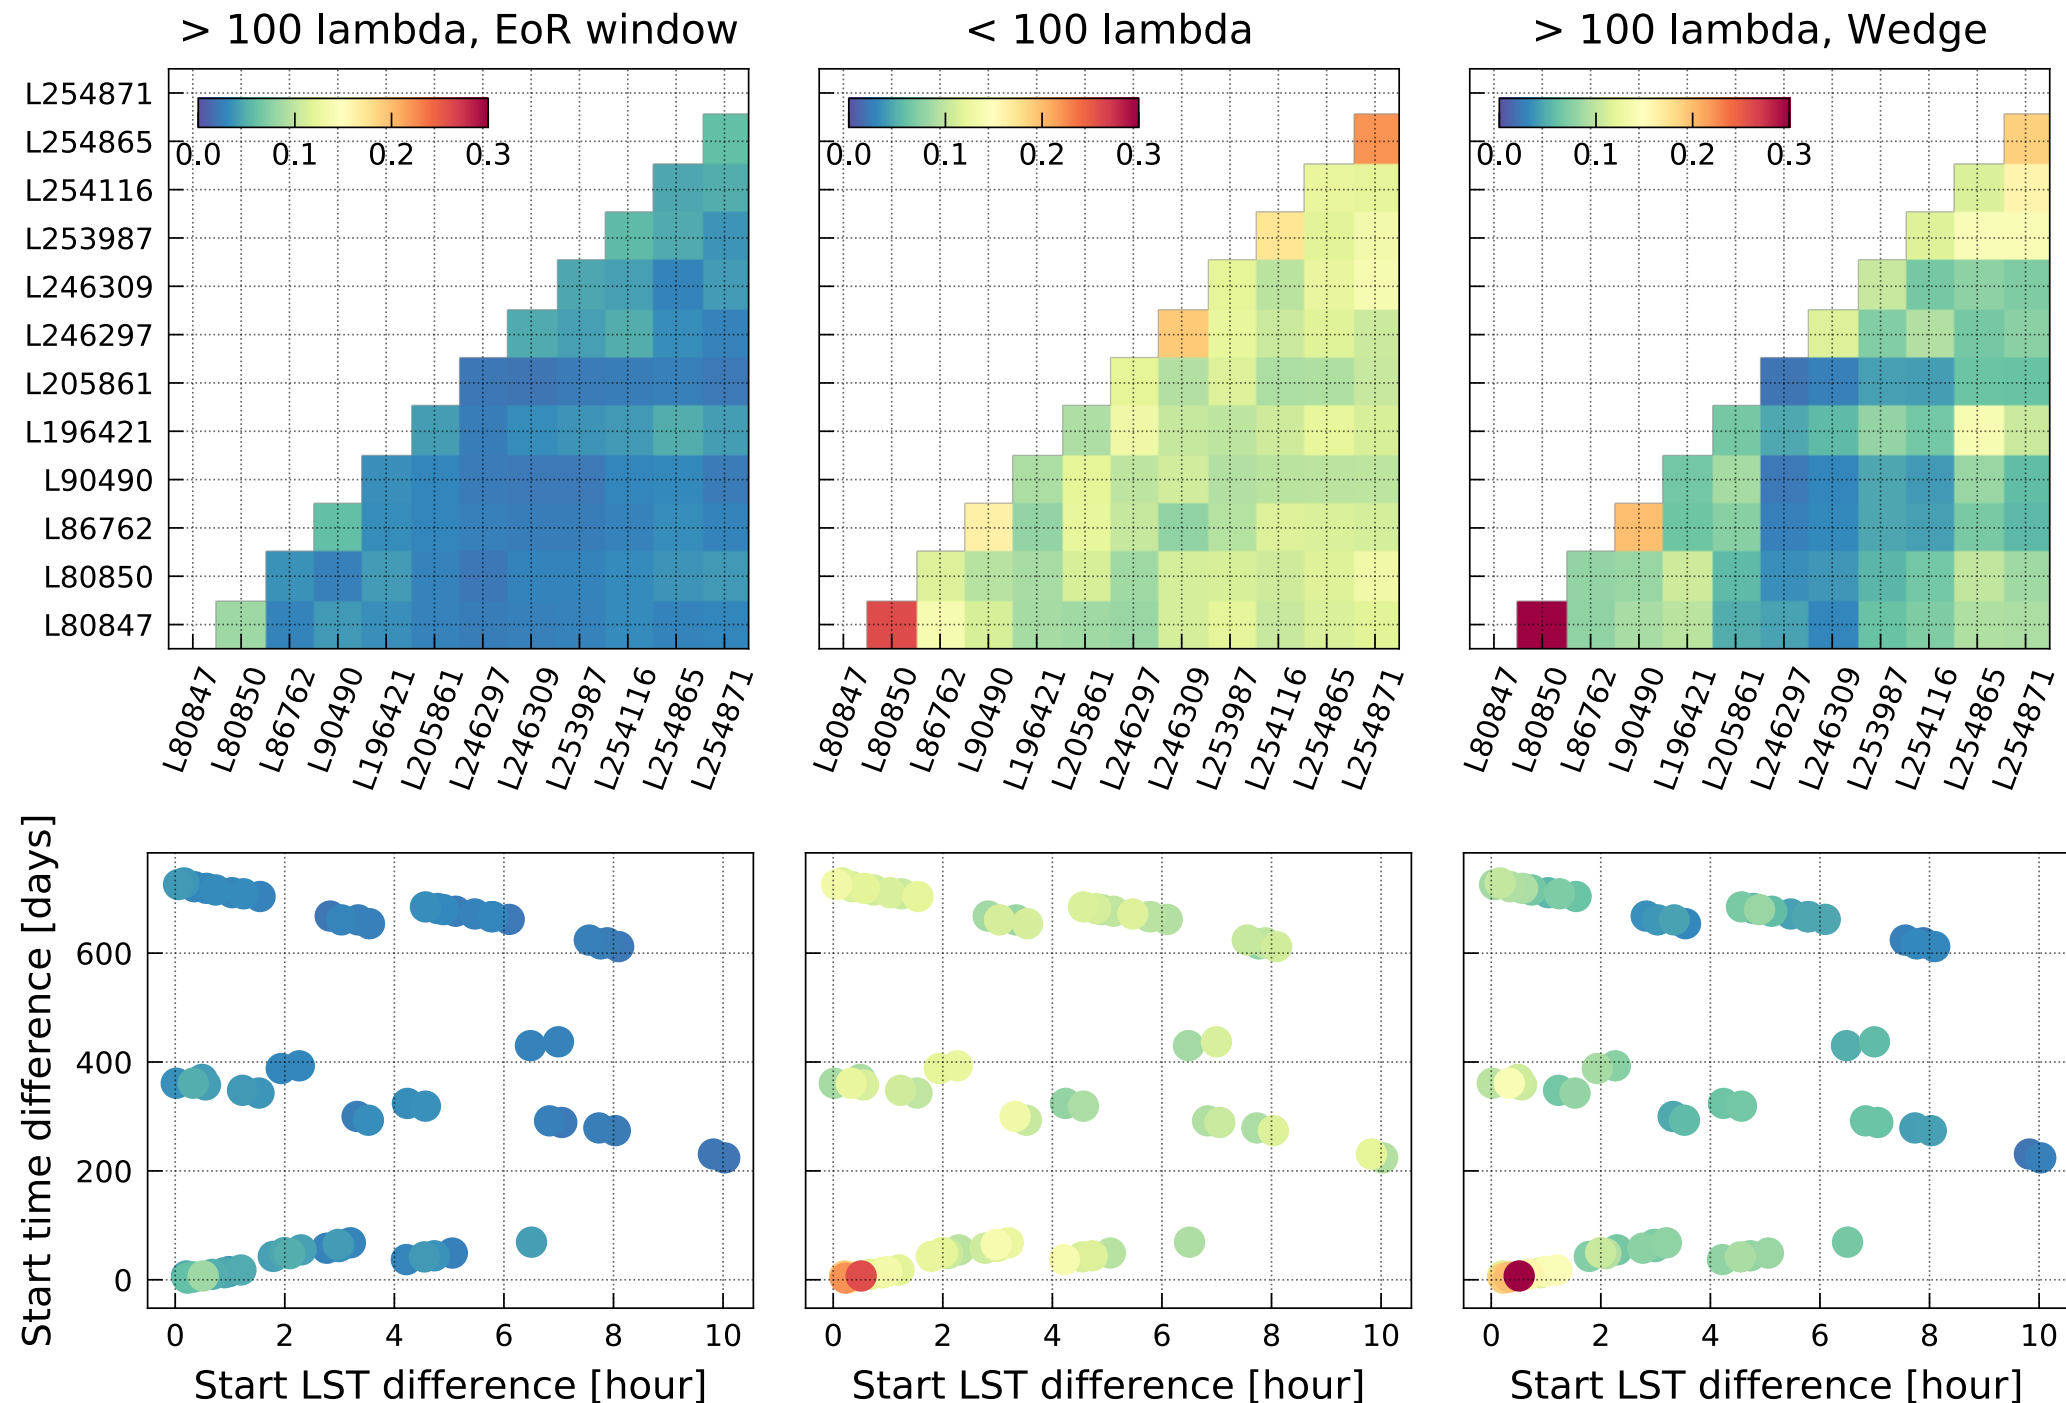 > 100 lambda, EoR window
< 100 lambda
> 100 lambda, Wedge
L254871
L254865
L254116
L253987
L246309
L246297
L205861
L196421
L90490
L86762
L80850
L80847
0.0 0.1 0.2 0.3
0.0 0.1 0.2 0.3
0.0 0.1 0.2 0.3
L80847 L80850 L86762 L90490 L196421 L205861 L246297 L246309 L253987 L254116 L254865 L254871
L80847 L80850 L86762 L90490 L196421 L205861 L246297 L246309 L253987 L254116 L254865 L254871
L80847 L80850 L86762 L90490 L196421 L205861 L246297 L246309 L253987 L254116 L254865 L254871
Start time difference [days]
600
400
200
0
0 2 4 6 8 10
0 2 4 6 8 10
0 2 4 6 8 10
Start LST difference [hour]
Start LST difference [hour]
Start LST difference [hour]